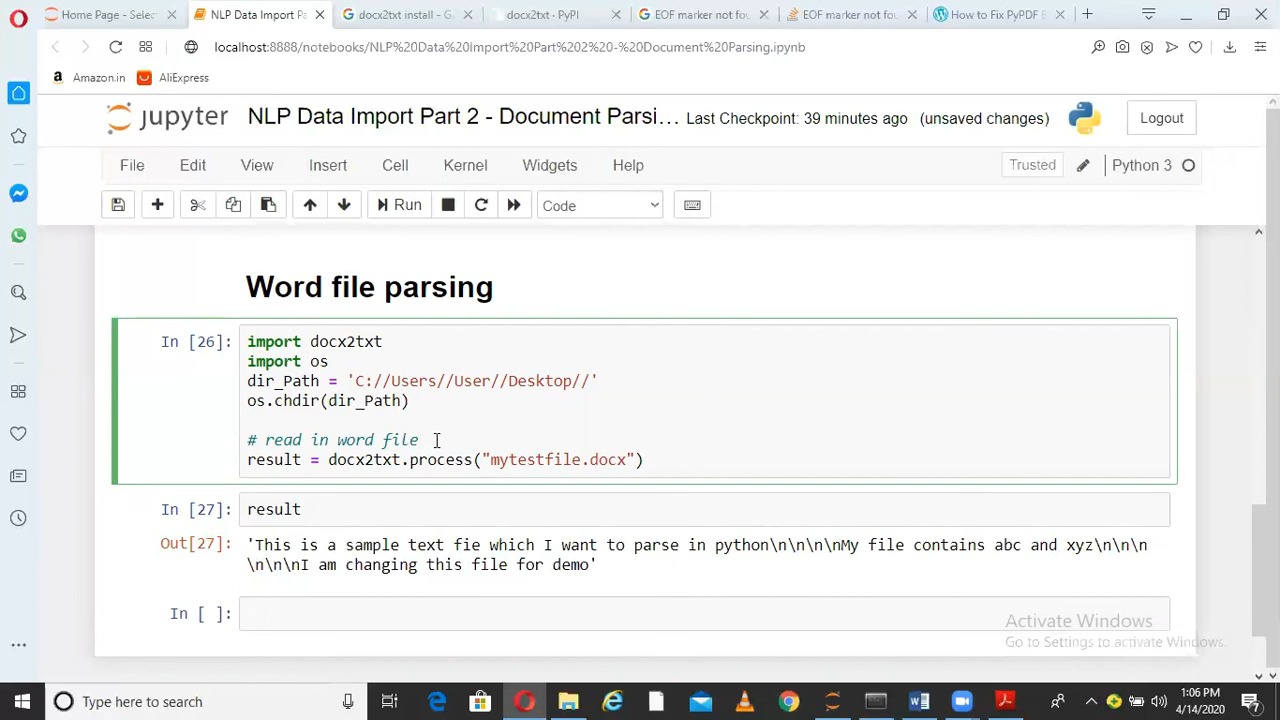 Home Page - Selec
NLP Data Import Pa
docx2txt install - G
docx2txt · PyPI
EOF marker not fou
EOF marker not fou
How to Fix PyPDF E
localhost:8888/notebooks/NLP%20Data%20Import%20Part%202%20-%20Document%20Parsing.ipynb
Amazon.in
AliExpress
jupyter
NLP Data Import Part 2 - Document Parsi... Last Checkpoint: 39 minutes ago (unsaved changes)
Logout
File Edit View Insert Cell Kernel Widgets Help
Trusted
Python 3
Run
Code
Word file parsing
In [26]:
import docx2txt
import os
dir_Path = 'C://Users//User//Desktop//'
os.chdir(dir_Path)
# read in word file
result = docx2txt.process("mytestfile.docx")
In [27]: result
Out[27]: 'This is a sample text fie which I want to parse in python\n\n\n\nMy file contains abc and xyz\n\n\n
\n\n\nI am changing this file for demo'
In [ ]:
Activate Windows
Go to Settings to activate Windows.
Type here to search
1:06 PM
4/14/2020
7